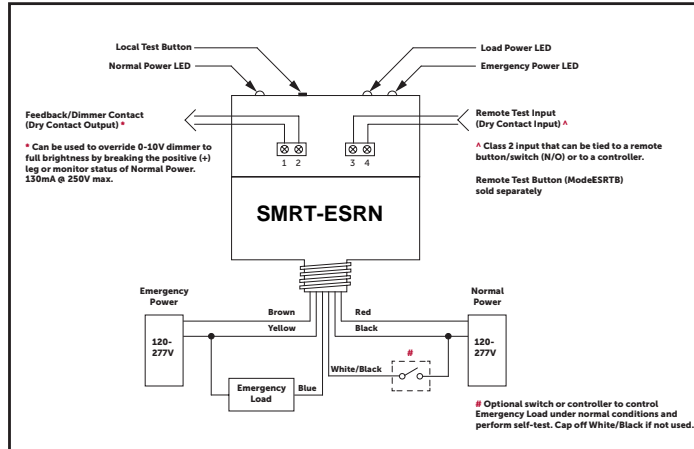 Local Test Button
Normal Power LED
Load Power LED
Emergency Power LED
Feedback/Dimmer Contact
(Dry Contact Output) *
* Can be used to override 0-10V dimmer to
full brightness by breaking the positive (+)
leg or monitor status of Normal Power.
130mA @ 250V max.
Remote Test Input
(Dry Contact Input) ^
^ Class 2 input that can be tied to a remote
button/switch (N/O) or to a controller.
Remote Test Button (ModeESRTB)
sold separately
1 2
3 4
SMRT-ESRN
Emergency
Power
Normal
Power
Brown
Red
Yellow
Black
120-
277V
120-
277V
#
White/Black
Emergency
Load
Blue
# Optional switch or controller to control
Emergency Load under normal conditions and
perform self-test. Cap off White/Black if not used.